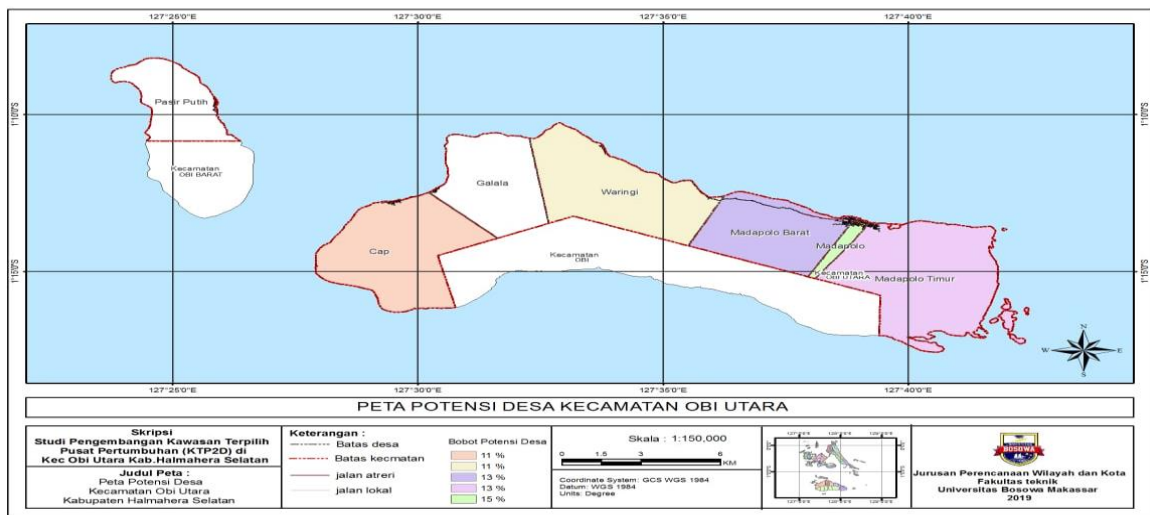 127°25'0"E 127°30'0"E 127°35'0"E 127°40'0"E
1°10'0"S 1°10'0"S
Pasir Putih
Kecamatan
OBI BARAT
Galala
Waringi
Cap
Madapolo Barat
Madapolo
Kecamatan
OBI
Kecamatan
OBI UTARA
Madapolo Timur
1°15'0"S 1°15'0"S
N
W E
S
127°25'0"E 127°30'0"E 127°35'0"E 127°40'0"E
PETA POTENSI DESA KECAMATAN OBI UTARA
Skripsi
Studi Pengembangan Kawasan Terpilih
Pusat Pertumbuhan (KTP2D) di
Kec Obi Utara Kab.Halmahera Selatan
Judul Peta :
Peta Potensi Desa
Kecamatan Obi Utara
Kabupaten Halmahera Selatan
Keterangan :
Batas desa
Batas kecmatan
jalan atreri
jalan lokal
Bobot Potensi Desa
11 %
11 %
13 %
13 %
15 %
Skala : 1:150,000
0 1.5 3 6
KM
Coordinate System: GCS WGS 1984
Datum: WGS 1984
Units: Degree
BOSOWA
Jurusan Perencanaan Wilayah dan Kota
Fakultas teknik
Universitas Bosowa Makassar
2019